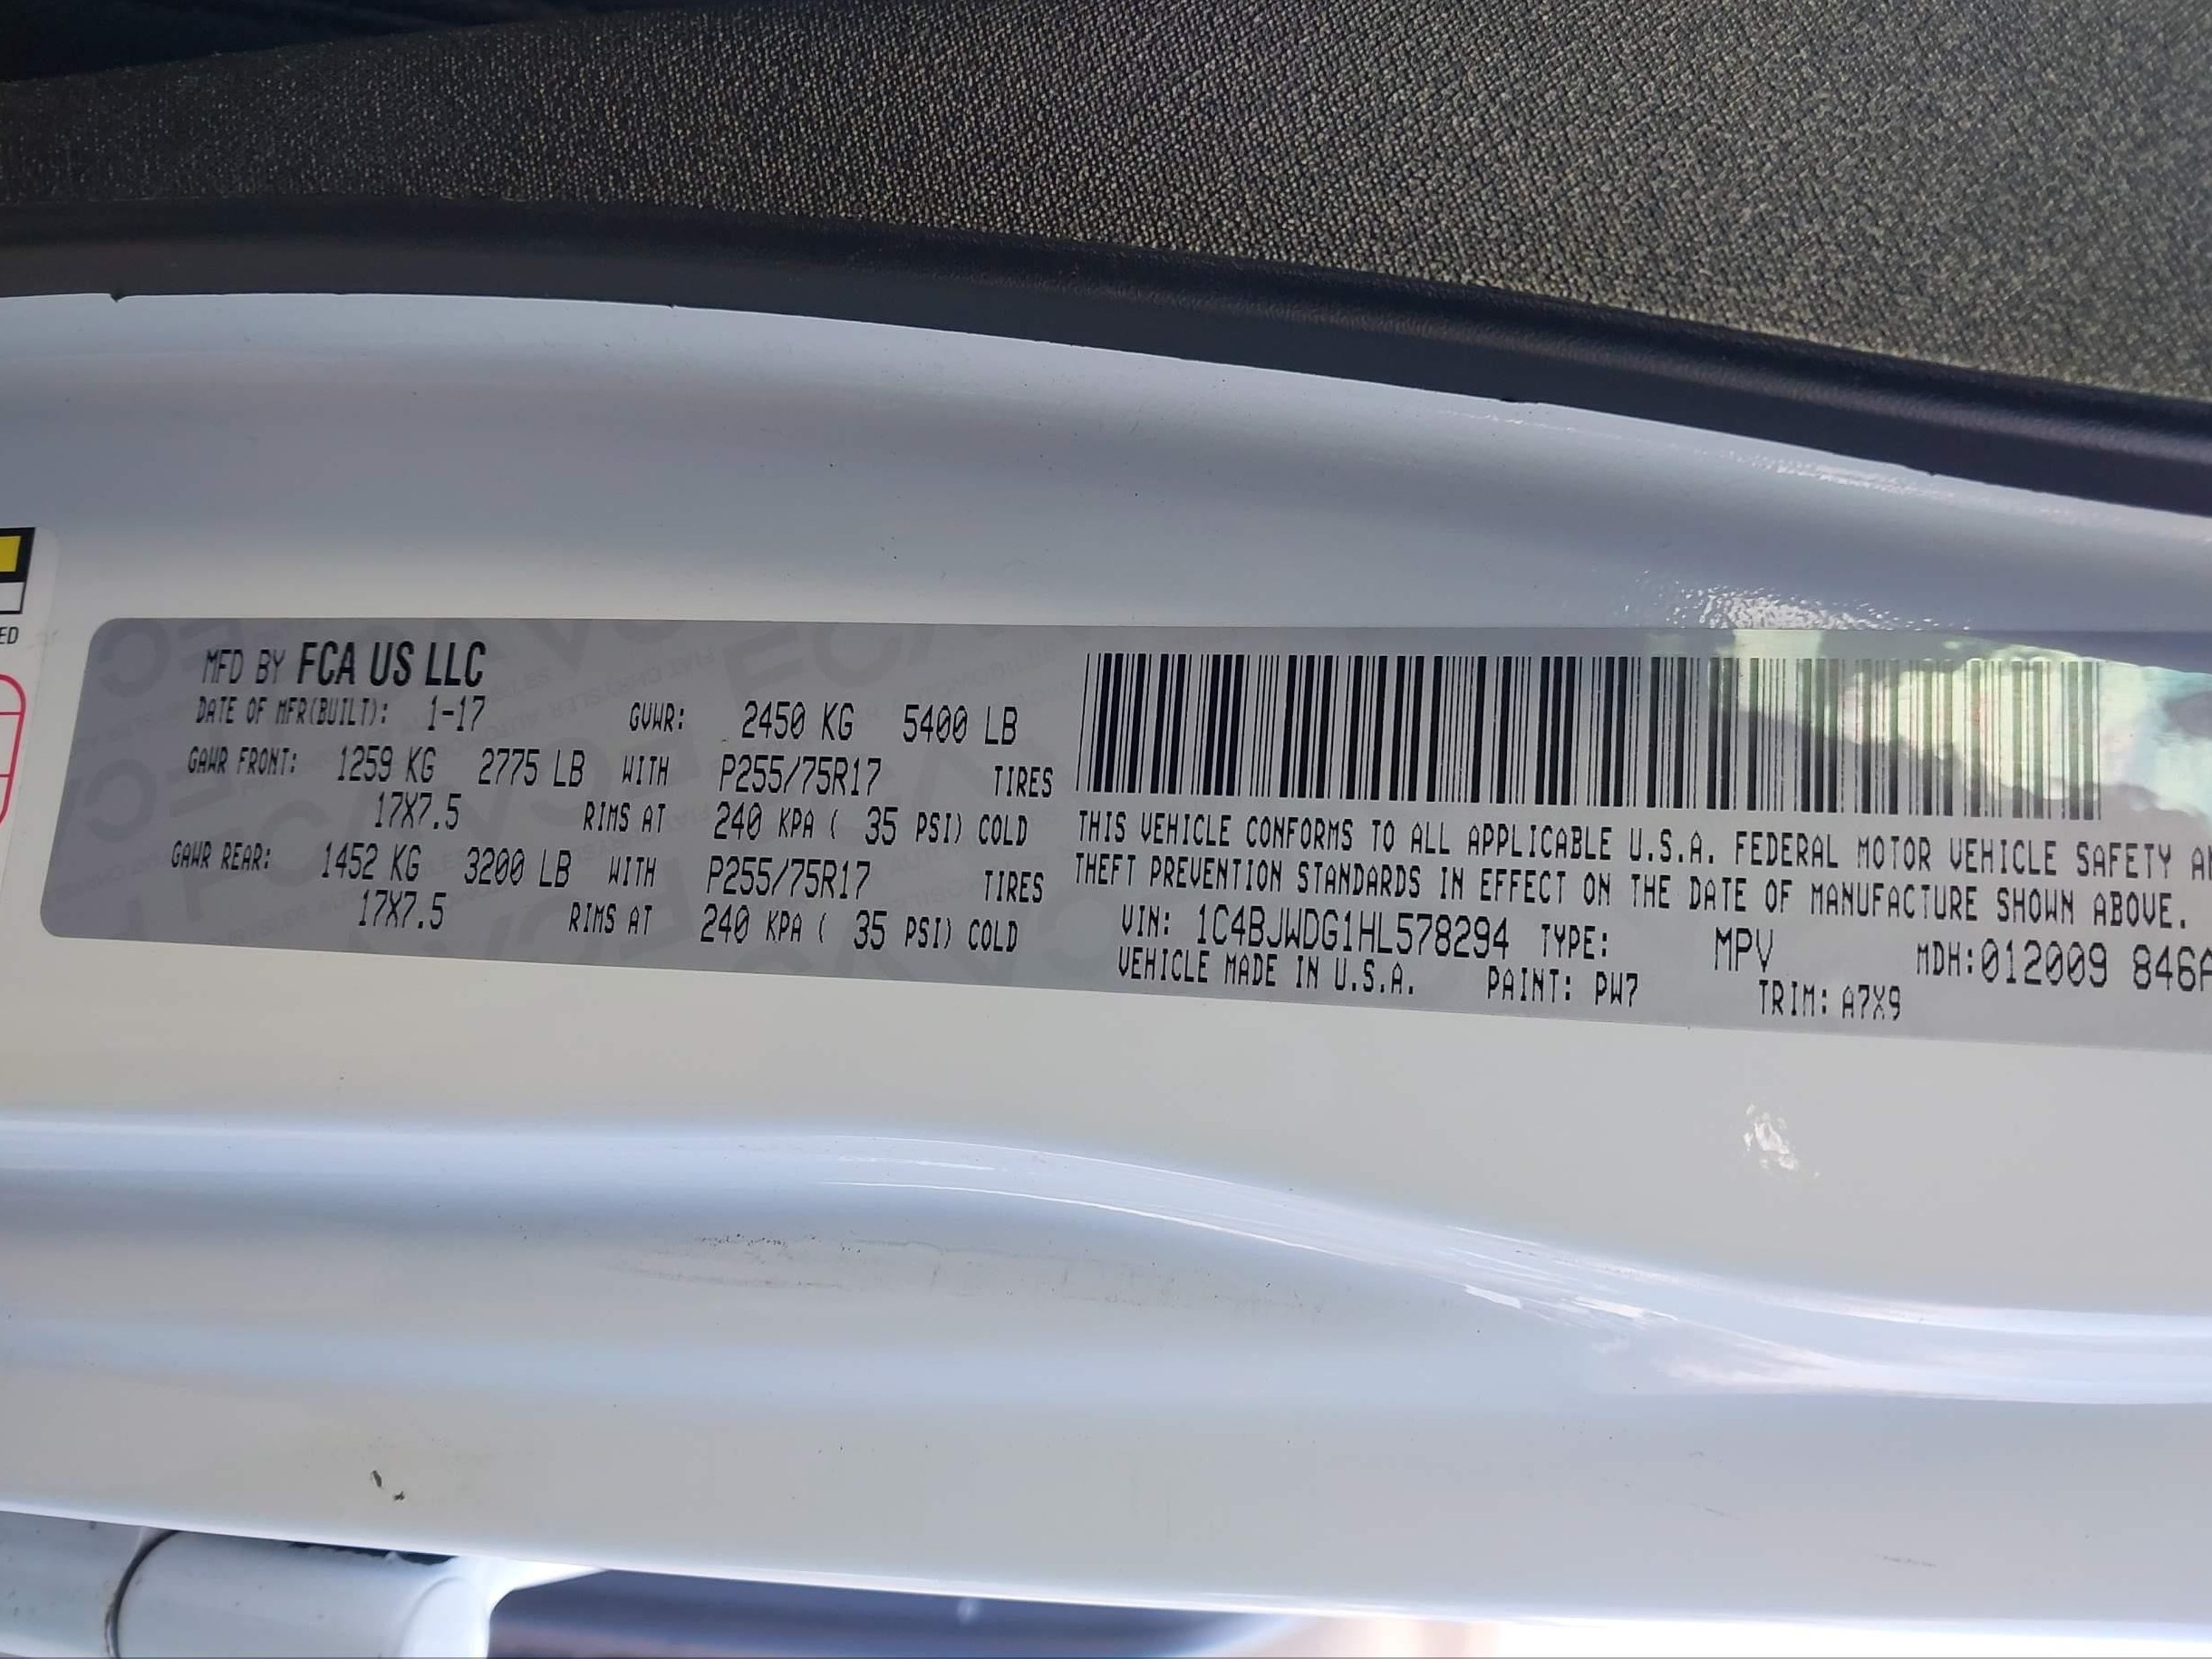 ED
MFD BY FCA US LLC
DATE OF MFR(BUILT): 1-17 GVWR: 2450 KG 5400 LB
GAWR FRONT: 1259 KG 2775 LB WITH P255/75R17 TIRES
17X7.5 RIMS AT 240 KPA ( 35 PSI) COLD
GAWR REAR: 1452 KG 3200 LB WITH P255/75R17 TIRES
17X7.5 RIMS AT 240 KPA ( 35 PSI) COLD
THIS VEHICLE CONFORMS TO ALL APPLICABLE U.S.A. FEDERAL MOTOR VEHICLE SAFETY
THEFT PREVENTION STANDARDS IN EFFECT ON THE DATE OF MANUFACTURE SHOWN ABOVE.
VIN: 1C4BJWDG1HL578294 TYPE: MPV MDH:012009 846
VEHICLE MADE IN U.S.A. PAINT: PW7 TRIM: A7X9